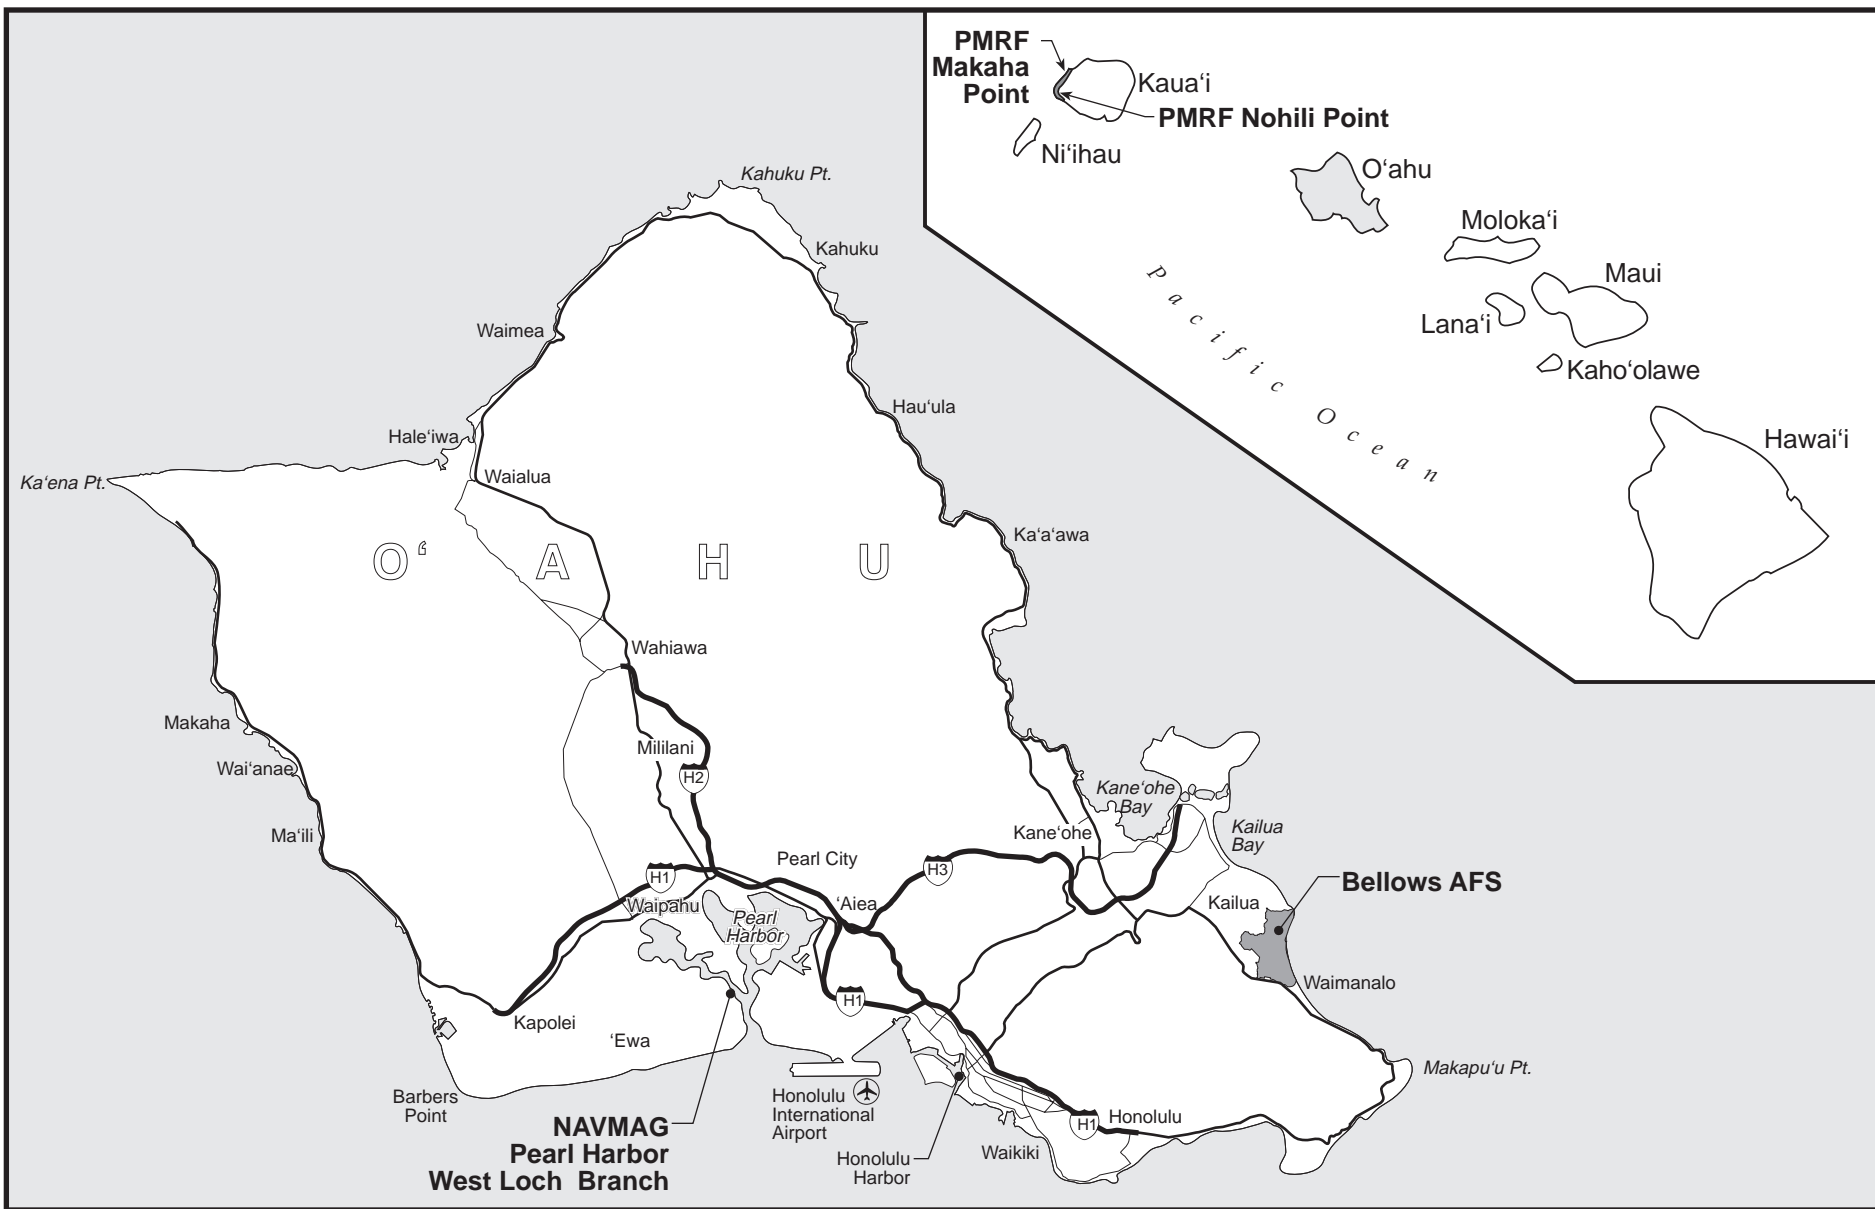 PMRF
Makaha
Point
Kaua‘i
PMRF Nohili Point
Ni‘ihau
O‘ahu
Moloka‘i
Maui
Lana‘i
Kaho‘olawe
Hawai‘i
Pacific Ocean
Kahuku Pt.
Kahuku
Waimea
Hau‘ula
Hale‘iwa
Waialua
Ka‘ena Pt.
Ka‘a‘awa
O‘AHU
Wahiawa
Makaha
Mililani
Wai‘anae
H2
Kane‘ohe
Bay
Ma‘ili
Kane‘ohe
Kailua
Bay
Pearl City
H3
H1
Bellows AFS
Waipahu
‘Aiea
Kailua
Pearl
Harbor
Waimanalo
H1
Kapolei
‘Ewa
Makapu‘u Pt.
Barbers
Point
Honolulu
International
Airport
H1
Honolulu
NAVMAG
Pearl Harbor
West Loch Branch
Waikiki
Honolulu
Harbor